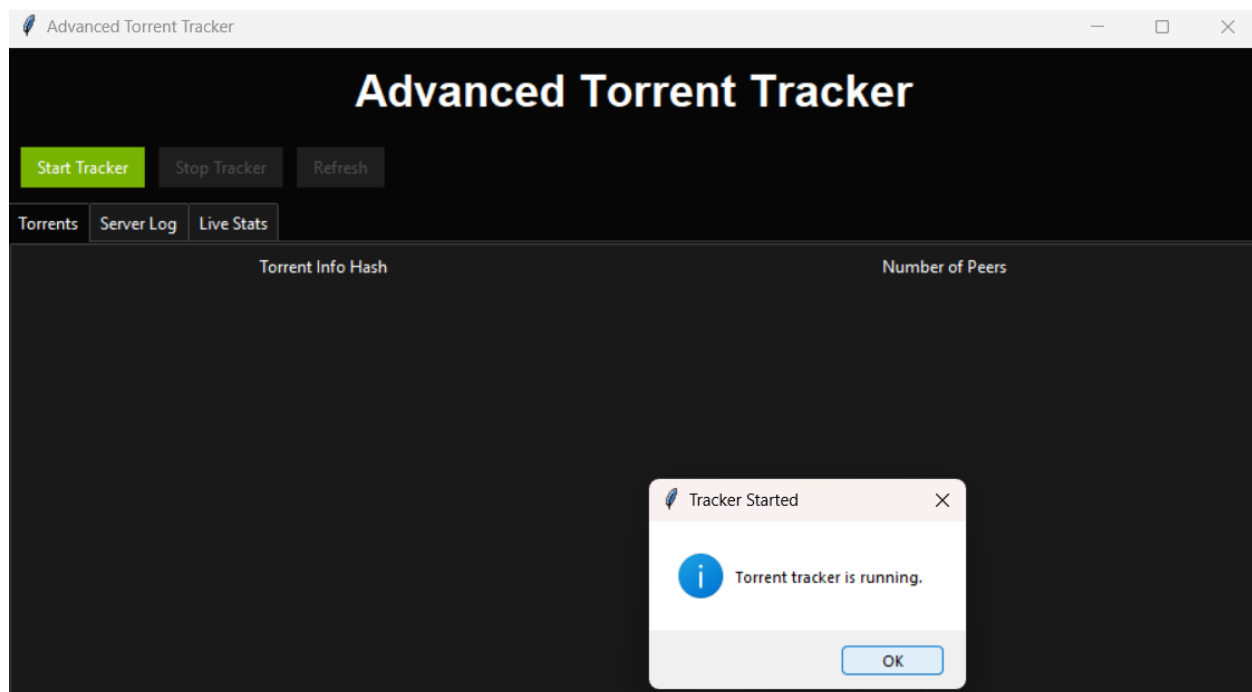 Advanced Torrent Tracker
Advanced Torrent Tracker
Start Tracker Stop Tracker Refresh
Torrents Server Log Live Stats
Torrent Info Hash Number of Peers
Tracker Started
Torrent tracker is running.
OK